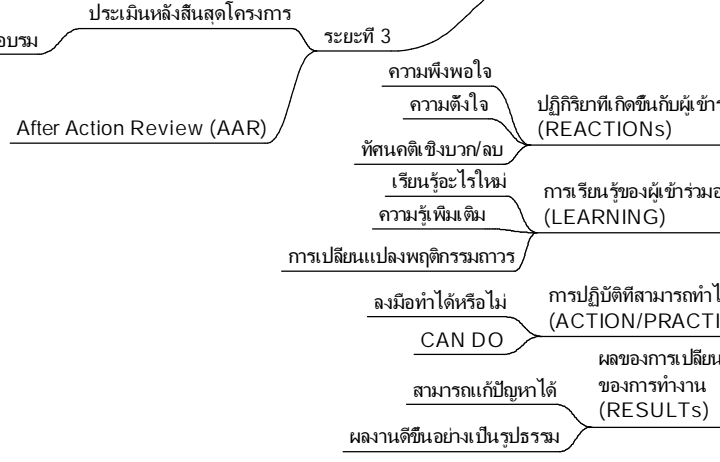 ประเมินหลังสิ้นสุดโครงการ
ระยะที่ 3
อบรม
After Action Review (AAR)
ความพึงพอใจ
ความตั้งใจ
ทัศนคติเชิงบวก/ลบ
ปฏิกิริยาที่เกิดขึ้นกับผู้เข้าร
(REACTIONs)
เรียนรู้อะไรใหม่
ความรู้เพิ่มเติม
การเปลี่ยนแปลงพฤติกรรมถาวร
การเรียนรู้ของผู้เข้าร่วมอ
(LEARNING)
ลงมือทำได้หรือไม่
CAN DO
การปฏิบัติที่สามารถทำไ
(ACTION/PRACTI
สามารถแก้ปัญหาได้
ผลงานดีขึ้นอย่างเป็นรูปธรรม
ผลของการเปลี่ยน
ของการทำงาน
(RESULTs)